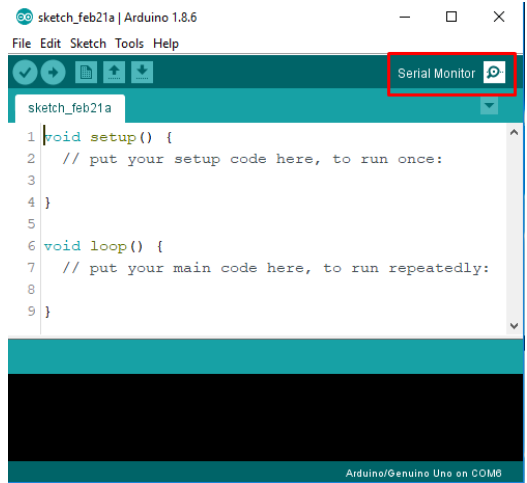 sketch_feb21a | Arduino 1.8.6
File Edit Sketch Tools Help
Serial Monitor
sketch_feb21a
1 void setup() {
2   // put your setup code here, to run once:
3
4 }
5
6 void loop() {
7   // put your main code here, to run repeatedly:
8
9 }
Arduino/Genuino Uno on COM6